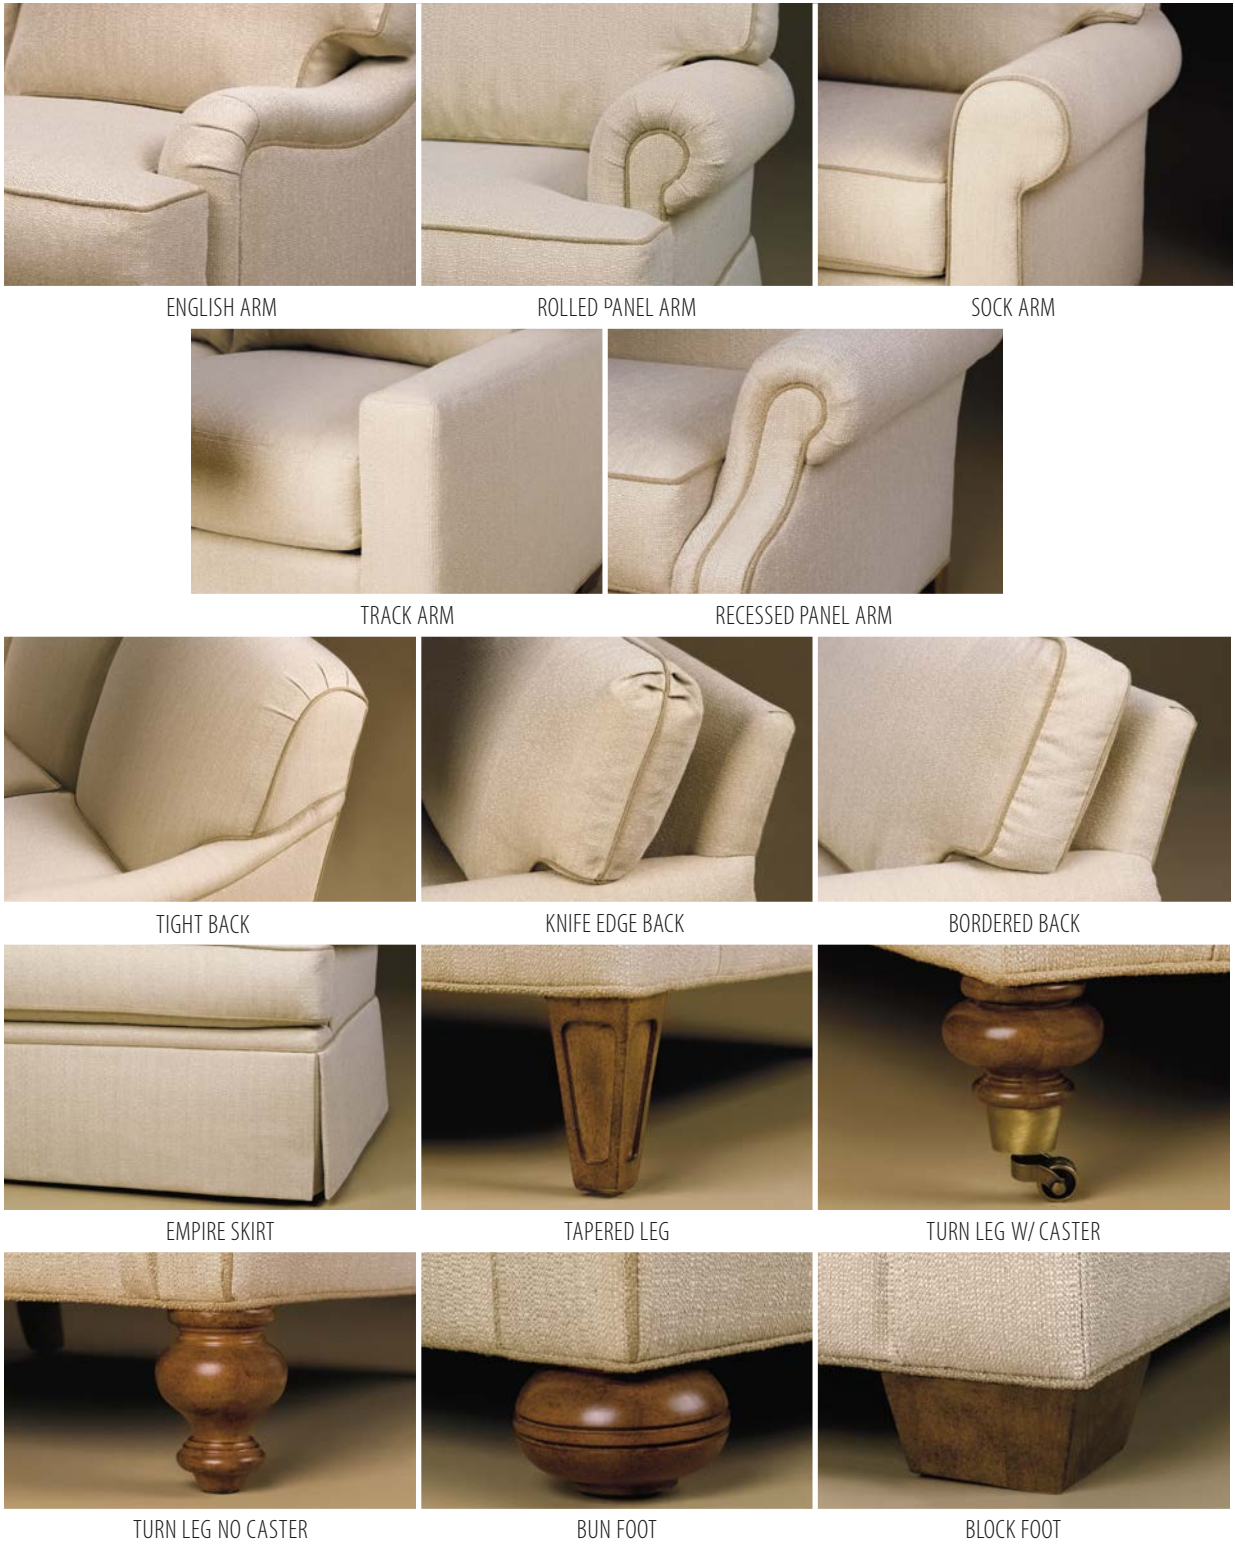 ENGLISH ARM
ROLLED PANEL ARM
SOCK ARM
TRACK ARM
RECESSED PANEL ARM
TIGHT BACK
KNIFE EDGE BACK
BORDERED BACK
EMPIRE SKIRT
TAPERED LEG
TURN LEG W/ CASTER
TURN LEG NO CASTER
BUN FOOT
BLOCK FOOT